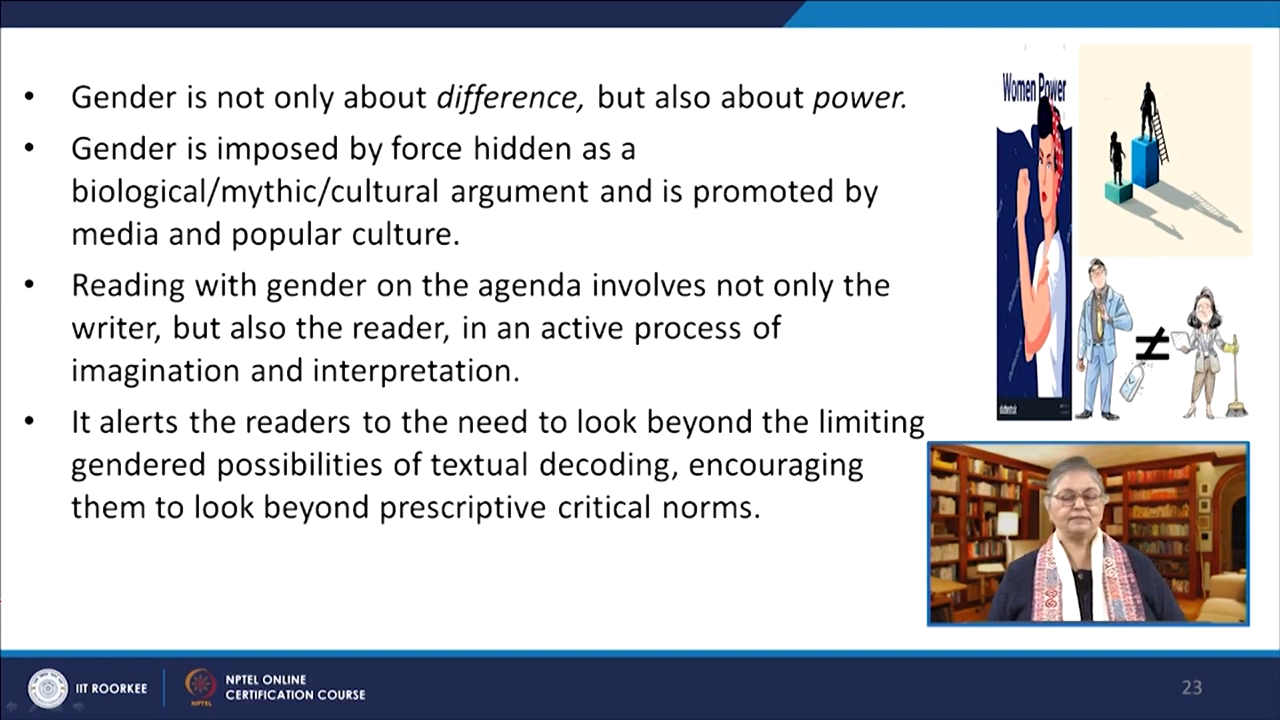 • Gender is not only about difference, but also about power.
• Gender is imposed by force hidden as a
biological/mythic/cultural argument and is promoted by
media and popular culture.
• Reading with gender on the agenda involves not only the
writer, but also the reader, in an active process of
imagination and interpretation.
• It alerts the readers to the need to look beyond the limiting
gendered possibilities of textual decoding, encouraging
them to look beyond prescriptive critical norms.
Women Power
≠
IIT ROORKEE
NPTEL
NPTEL ONLINE
CERTIFICATION COURSE
23